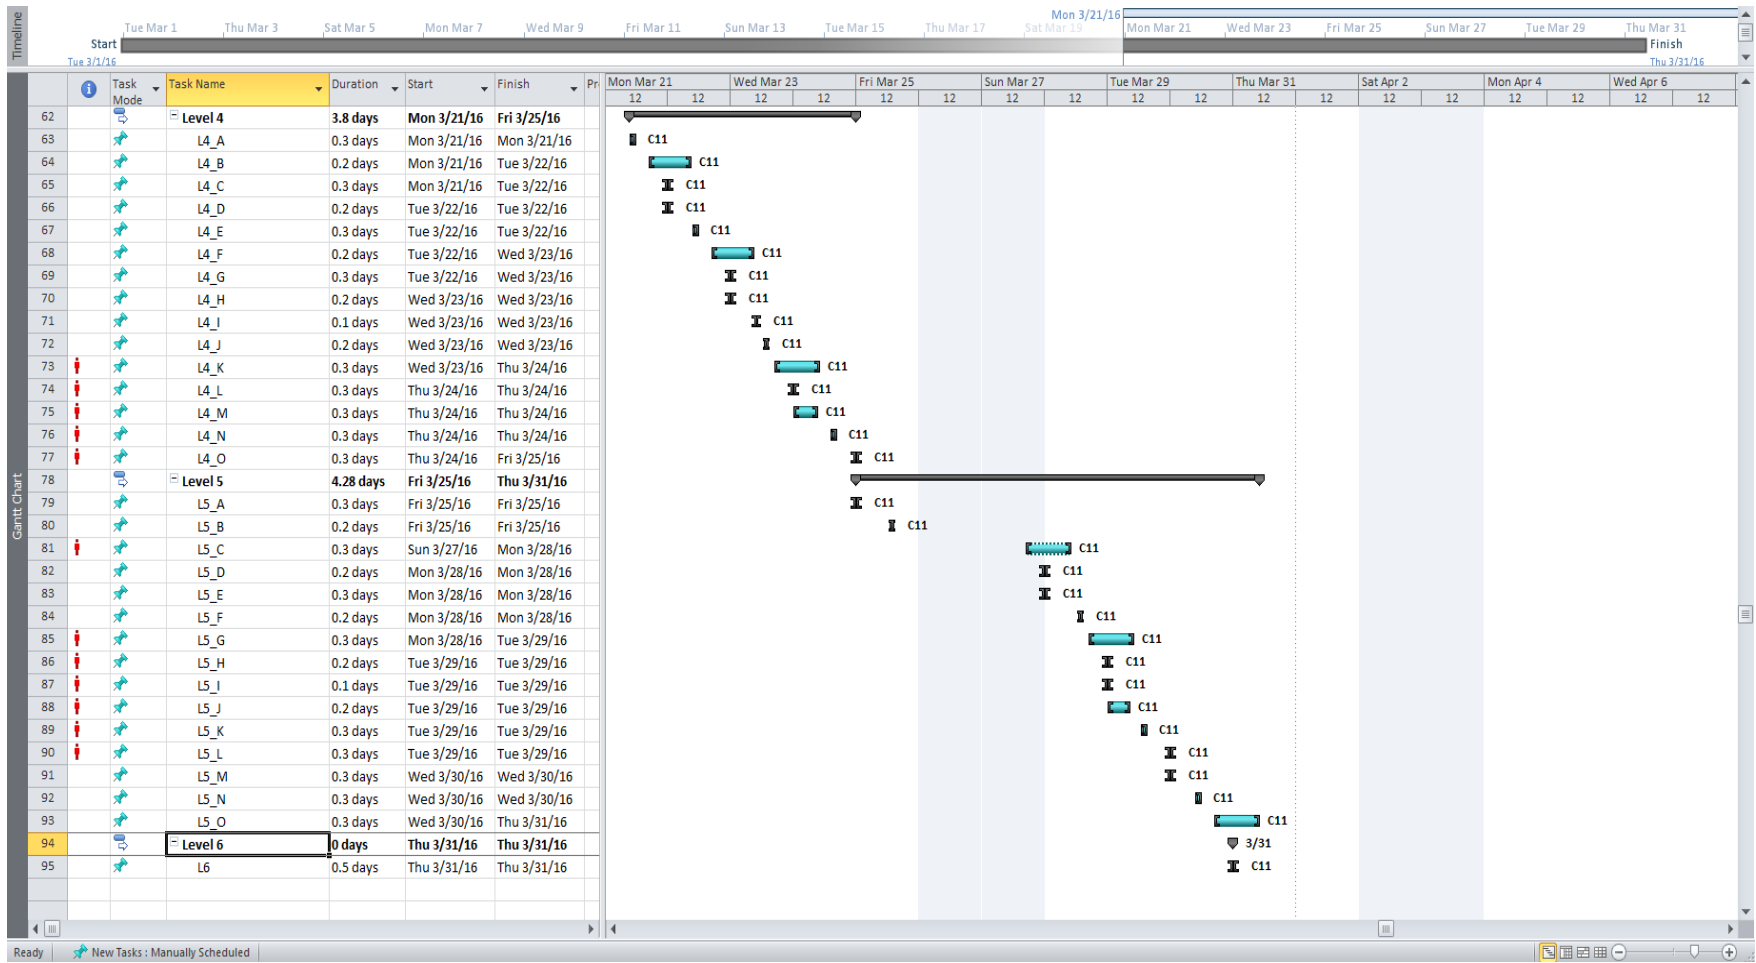 Timeline
Mon 3/21/16
Tue Mar 1 Thu Mar 3 Sat Mar 5 Mon Mar 7 Wed Mar 9 Fri Mar 11 Sun Mar 13 Tue Mar 15 Thu Mar 17 Sat Mar 19 Mon Mar 21 Wed Mar 23 Fri Mar 25 Sun Mar 27 Tue Mar 29 Thu Mar 31
Start Finish
Tue 3/1/16 Thu 3/31/16
Gantt Chart
Task Mode Task Name Duration Start Finish Pr Mon Mar 21 Wed Mar 23 Fri Mar 25 Sun Mar 27 Tue Mar 29 Thu Mar 31 Sat Apr 2 Mon Apr 4 Wed Apr 6
12 12 12 12 12 12 12 12 12 12 12 12 12 12 12 12 12 12
62 Level 4 3.8 days Mon 3/21/16 Fri 3/25/16
63 L4_A 0.3 days Mon 3/21/16 Mon 3/21/16 C11
64 L4_B 0.2 days Mon 3/21/16 Tue 3/22/16 C11
65 L4_C 0.3 days Mon 3/21/16 Tue 3/22/16 C11
66 L4_D 0.2 days Tue 3/22/16 Tue 3/22/16 C11
67 L4_E 0.3 days Tue 3/22/16 Tue 3/22/16 C11
68 L4_F 0.2 days Tue 3/22/16 Wed 3/23/16 C11
69 L4_G 0.3 days Tue 3/22/16 Wed 3/23/16 C11
70 L4_H 0.2 days Wed 3/23/16 Wed 3/23/16 C11
71 L4_I 0.1 days Wed 3/23/16 Wed 3/23/16 C11
72 L4_J 0.2 days Wed 3/23/16 Wed 3/23/16 C11
73 L4_K 0.3 days Wed 3/23/16 Thu 3/24/16 C11
74 L4_L 0.3 days Thu 3/24/16 Thu 3/24/16 C11
75 L4_M 0.3 days Thu 3/24/16 Thu 3/24/16 C11
76 L4_N 0.3 days Thu 3/24/16 Thu 3/24/16 C11
77 L4_O 0.3 days Thu 3/24/16 Fri 3/25/16 C11
78 Level 5 4.28 days Fri 3/25/16 Thu 3/31/16
79 L5_A 0.3 days Fri 3/25/16 Fri 3/25/16 C11
80 L5_B 0.2 days Fri 3/25/16 Fri 3/25/16 C11
81 L5_C 0.3 days Sun 3/27/16 Mon 3/28/16 C11
82 L5_D 0.2 days Mon 3/28/16 Mon 3/28/16 C11
83 L5_E 0.3 days Mon 3/28/16 Mon 3/28/16 C11
84 L5_F 0.2 days Mon 3/28/16 Mon 3/28/16 C11
85 L5_G 0.3 days Mon 3/28/16 Tue 3/29/16 C11
86 L5_H 0.2 days Tue 3/29/16 Tue 3/29/16 C11
87 L5_I 0.1 days Tue 3/29/16 Tue 3/29/16 C11
88 L5_J 0.2 days Tue 3/29/16 Tue 3/29/16 C11
89 L5_K 0.3 days Tue 3/29/16 Tue 3/29/16 C11
90 L5_L 0.3 days Tue 3/29/16 Tue 3/29/16 C11
91 L5_M 0.3 days Wed 3/30/16 Wed 3/30/16 C11
92 L5_N 0.3 days Wed 3/30/16 Wed 3/30/16 C11
93 L5_O 0.3 days Wed 3/30/16 Thu 3/31/16 C11
94 Level 6 0 days Thu 3/31/16 Thu 3/31/16 3/31
95 L6 0.5 days Thu 3/31/16 Thu 3/31/16 C11
Ready New Tasks : Manually Scheduled